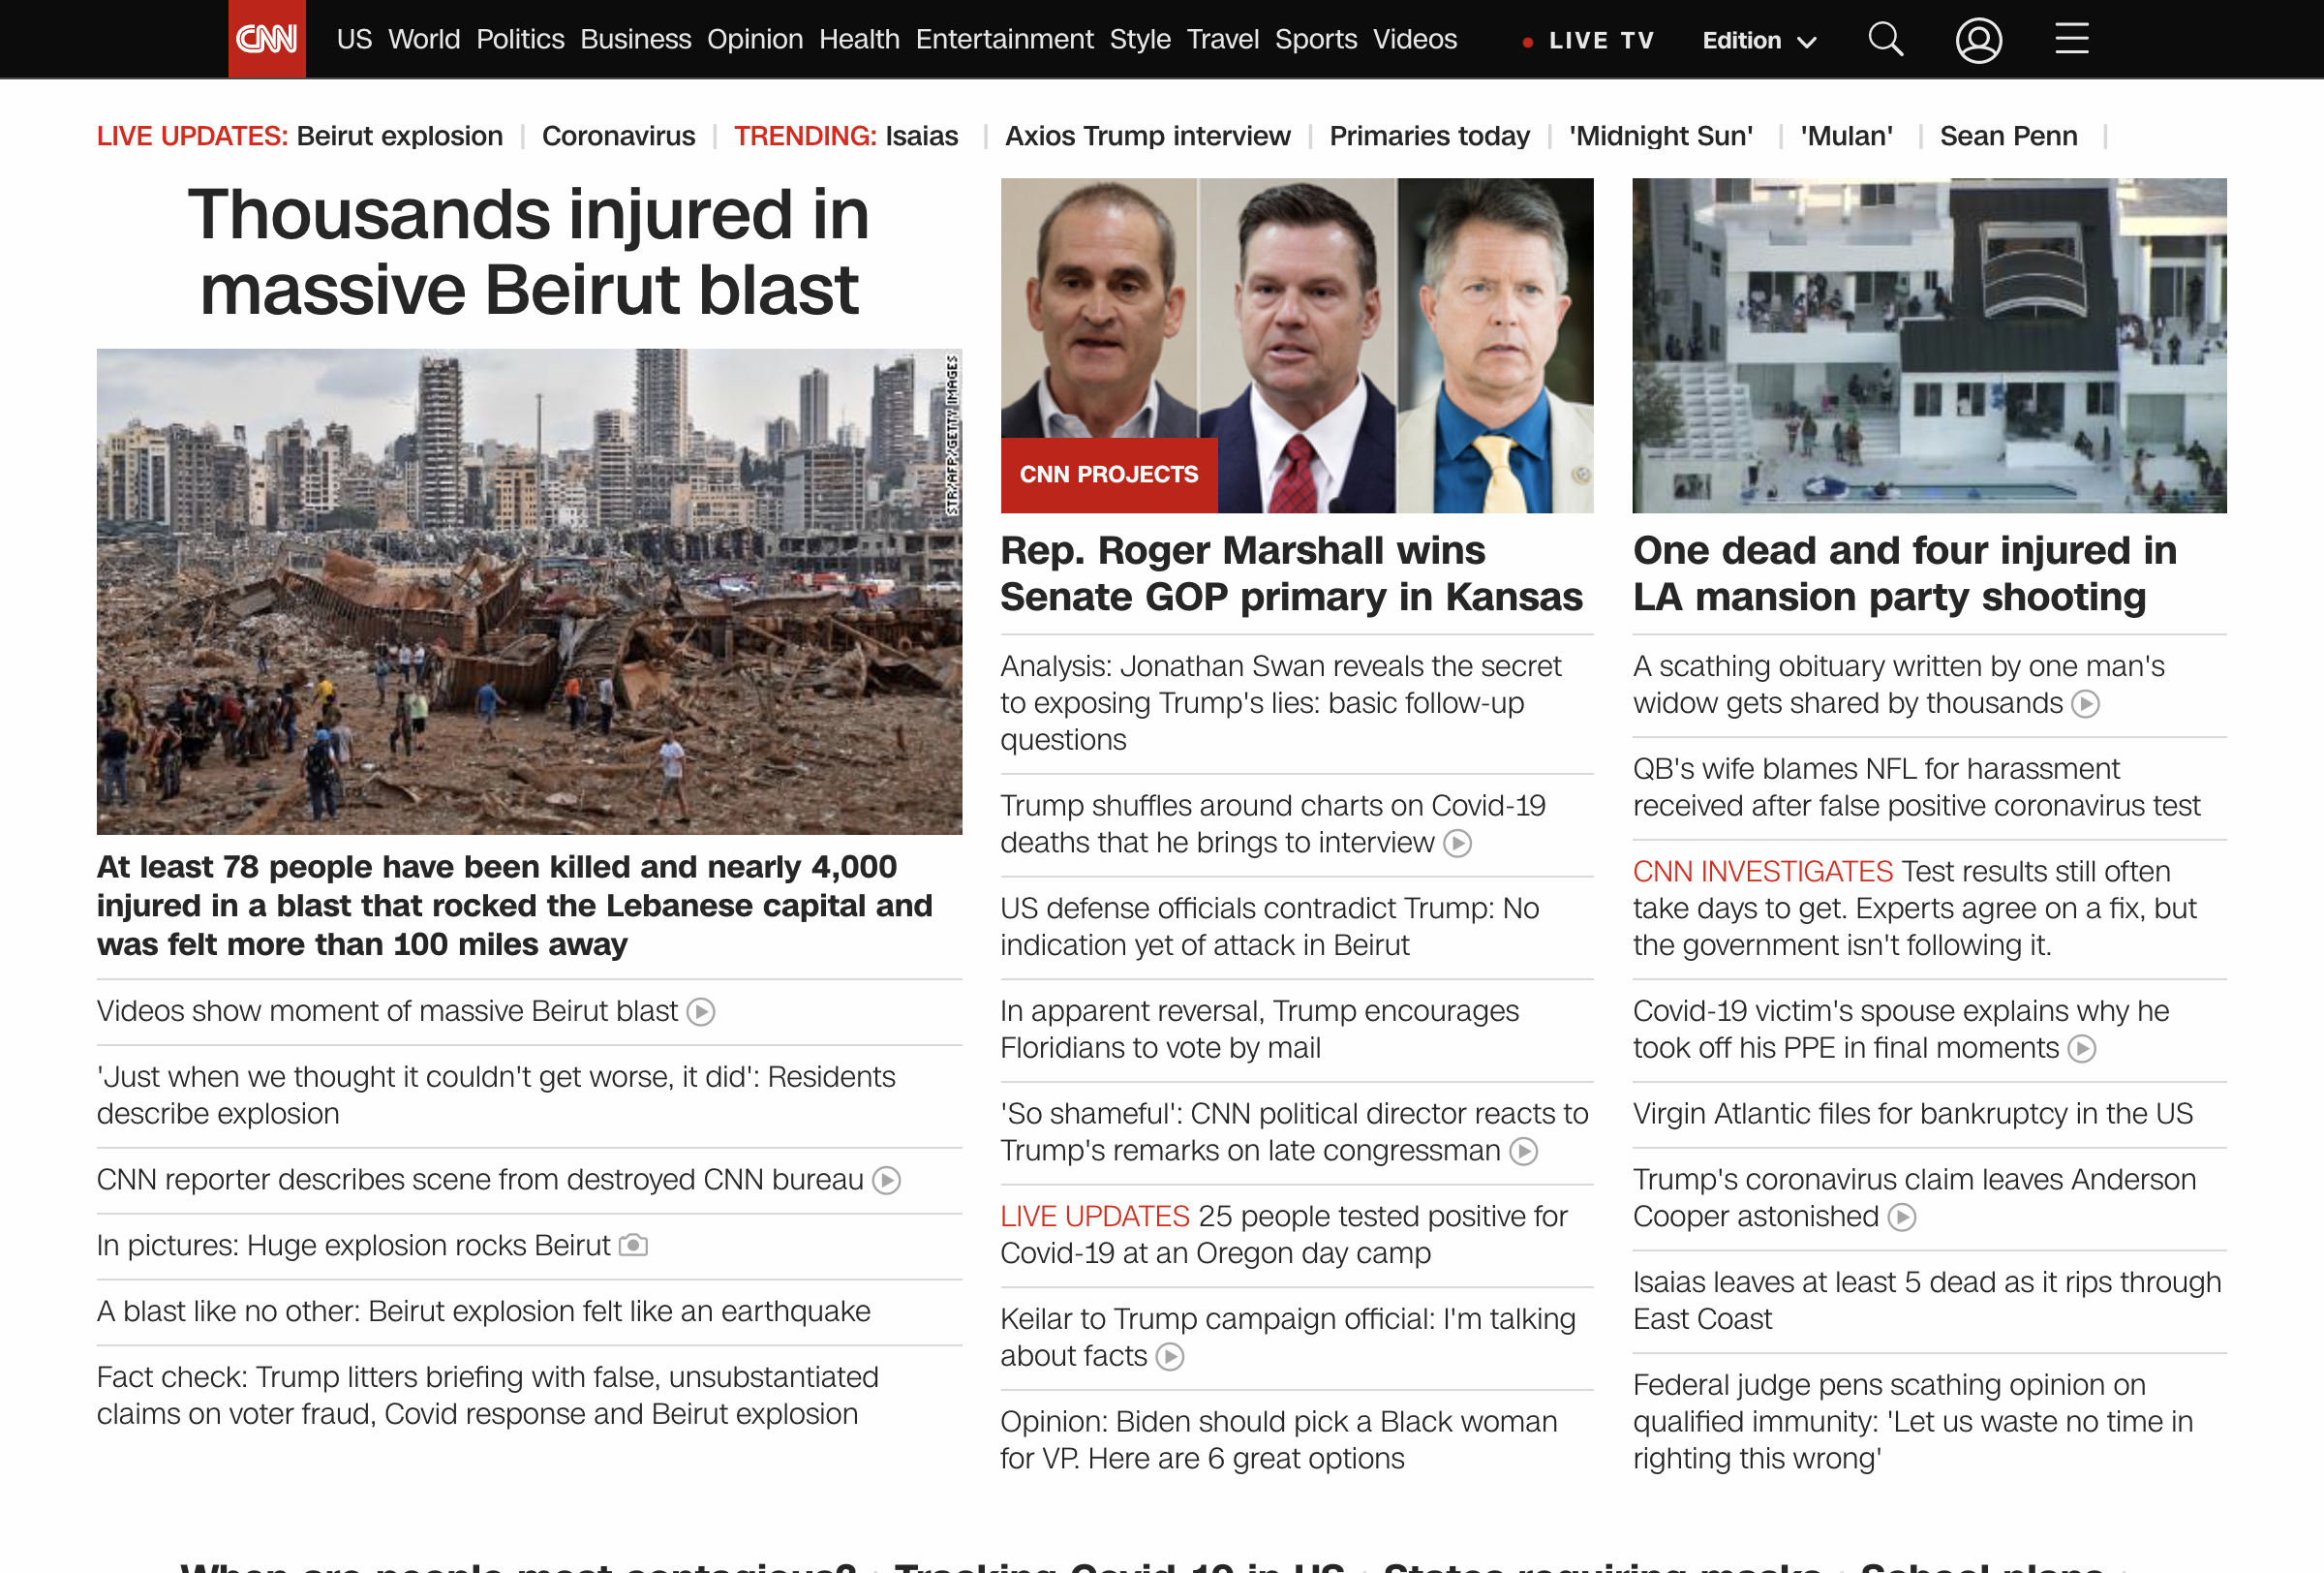 CNN
US World Politics Business Opinion Health Entertainment Style Travel Sports Videos
LIVE TV
Edition
LIVE UPDATES: Beirut explosion | Coronavirus | TRENDING: Isaias | Axios Trump interview | Primaries today | 'Midnight Sun' | 'Mulan' | Sean Penn |
Thousands injured in
massive Beirut blast
STR/AFP/GETTY IMAGES
At least 78 people have been killed and nearly 4,000
injured in a blast that rocked the Lebanese capital and
was felt more than 100 miles away
Videos show moment of massive Beirut blast
'Just when we thought it couldn't get worse, it did': Residents
describe explosion
CNN reporter describes scene from destroyed CNN bureau
In pictures: Huge explosion rocks Beirut
A blast like no other: Beirut explosion felt like an earthquake
Fact check: Trump litters briefing with false, unsubstantiated
claims on voter fraud, Covid response and Beirut explosion
CNN PROJECTS
Rep. Roger Marshall wins
Senate GOP primary in Kansas
Analysis: Jonathan Swan reveals the secret
to exposing Trump's lies: basic follow-up
questions
Trump shuffles around charts on Covid-19
deaths that he brings to interview
US defense officials contradict Trump: No
indication yet of attack in Beirut
In apparent reversal, Trump encourages
Floridians to vote by mail
'So shameful': CNN political director reacts to
Trump's remarks on late congressman
LIVE UPDATES 25 people tested positive for
Covid-19 at an Oregon day camp
Keilar to Trump campaign official: I'm talking
about facts
Opinion: Biden should pick a Black woman
for VP. Here are 6 great options
One dead and four injured in
LA mansion party shooting
A scathing obituary written by one man's
widow gets shared by thousands
QB's wife blames NFL for harassment
received after false positive coronavirus test
CNN INVESTIGATES Test results still often
take days to get. Experts agree on a fix, but
the government isn't following it.
Covid-19 victim's spouse explains why he
took off his PPE in final moments
Virgin Atlantic files for bankruptcy in the US
Trump's coronavirus claim leaves Anderson
Cooper astonished
Isaias leaves at least 5 dead as it rips through
East Coast
Federal judge pens scathing opinion on
qualified immunity: 'Let us waste no time in
righting this wrong'
When are people most contagious? · Tracking Covid-19 in US · States requiring masks · School plans ·